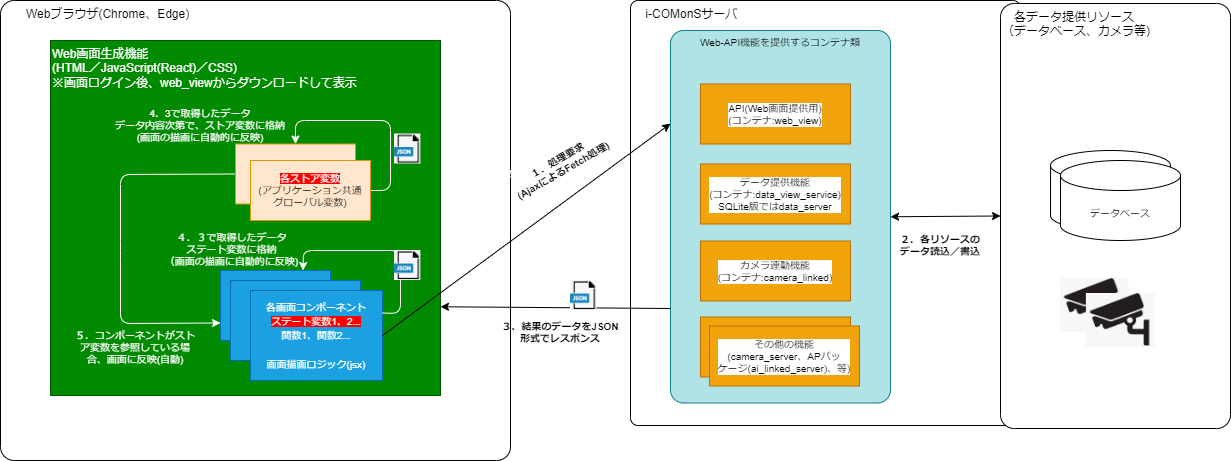 Webブラウザ(Chrome、Edge)
Web画面生成機能
(HTML／JavaScript(React)／CSS)
※画面ログイン後、web_viewからダウンロードして表示
4．3で取得したデータ
データ内容次第で、ストア変数に格納
(画面の描画に自動的に反映)
JSON
各ストア変数
(アプリケーション共通
グローバル変数)
４．３で取得したデータ
ステート変数に格納
（画面の描画に自動的に反映)
JSON
各画面コンポーネント
ステート変数1、2...
関数1、関数2...
画面描画ロジック(jsx)
５．コンポーネントがスト
ア変数を参照している場
合、画面に反映(自動)
１．処理要求
(AjaxによるFetch処理)
JSON
３．結果のデータをJSON
形式でレスポンス
i-COMonSサーバ
Web-API機能を提供するコンテナ類
API(Web画面提供用)
(コンテナ:web_view)
データ提供機能
(コンテナ:data_view_service)
SQLite版ではdata_server
カメラ連動機能
(コンテナ:camera_linked)
その他の機能
(camera_server、APパッ
ケージ(ai_linked_server)、等)
２．各リソースの
データ読込／書込
各データ提供リソース
（データベース、カメラ等)
データベース